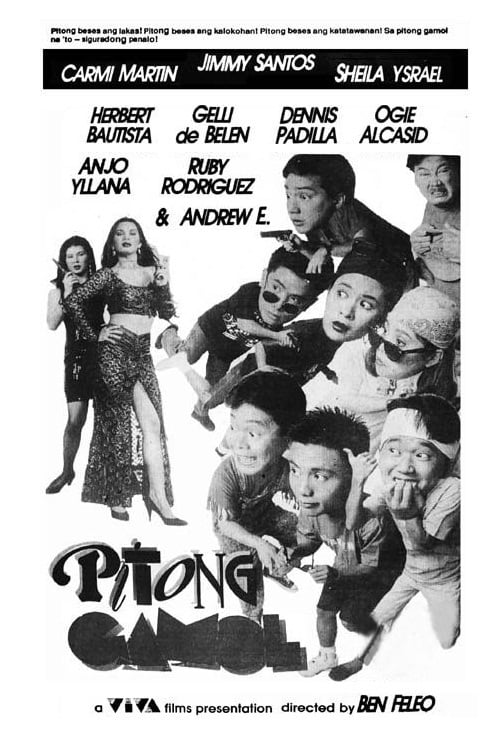 Pitong beses ang lakas! Pitong beses ang kalokohan! Pitong beses ang katatawanan! Sa pitong gamol
na 'to – siguradong panalo!
CARMI MARTIN JIMMY SANTOS SHEILA YSRAEL
HERBERT BAUTISTA GELLI de BELEN DENNIS PADILLA OGIE ALCASID
ANJO YLLANA RUBY RODRIGUEZ
& ANDREW E.
PiTONG
GAMOL
a VIVA films presentation directed by BEN FELEO